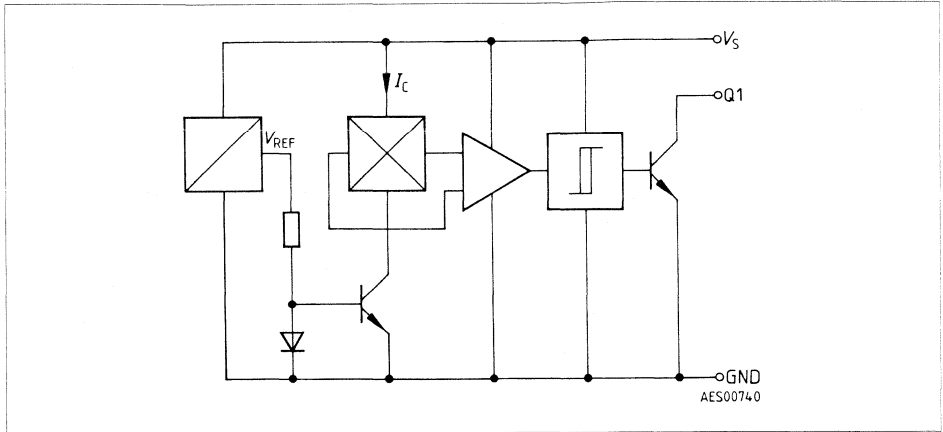 V_S
I_C
Q1
V_REF
GND
AES00740